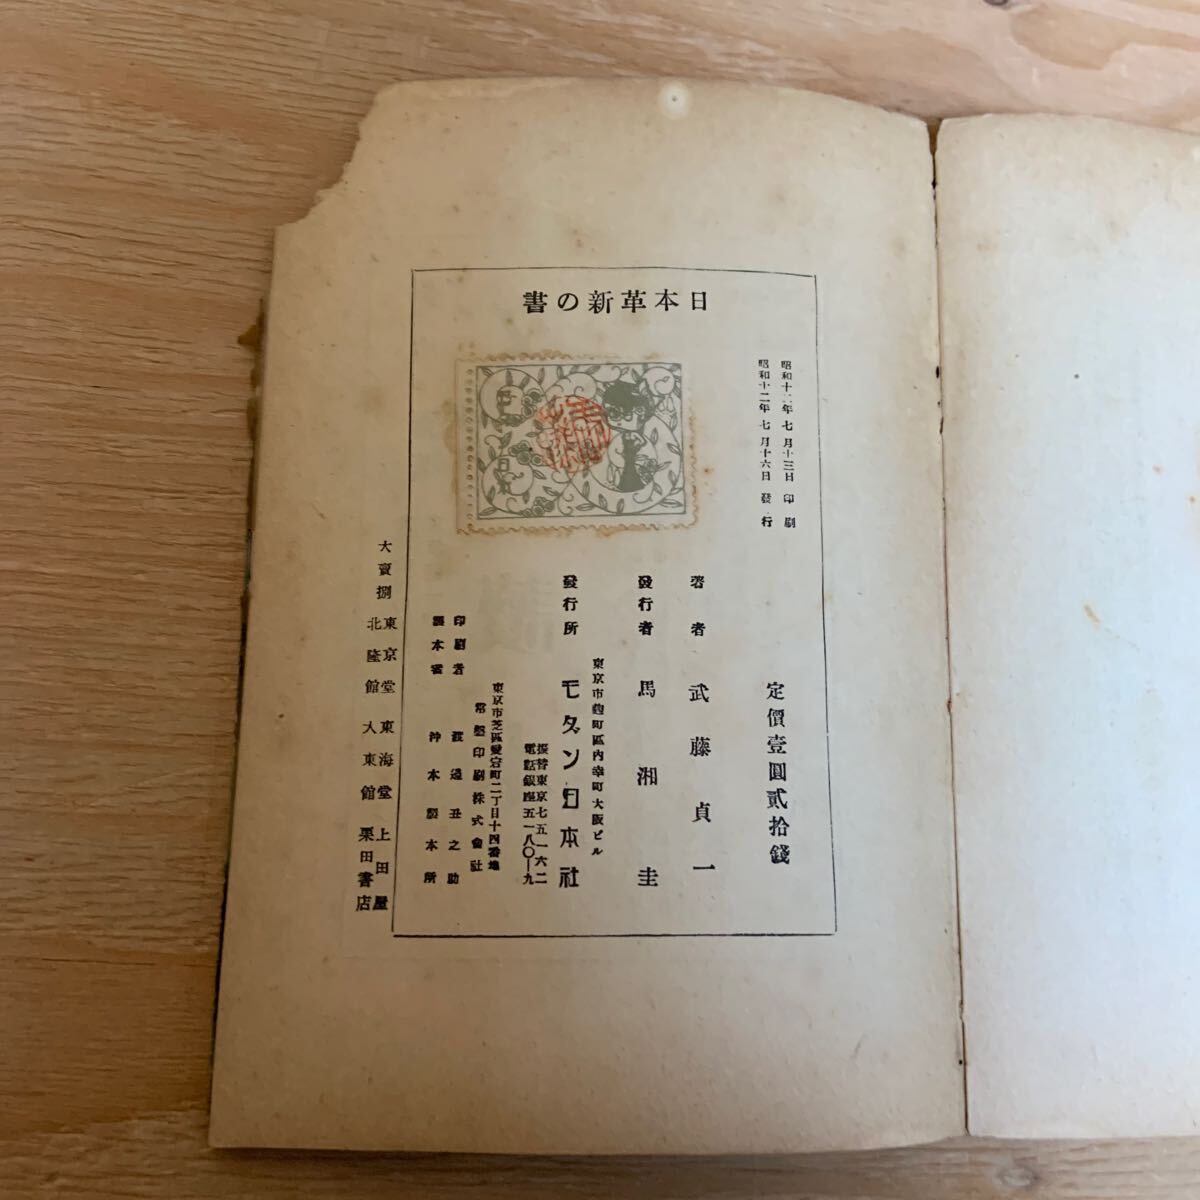 日本革新の書
昭和十二年七月十三日印刷
昭和十二年七月十六日發行
定價壹圓貳拾錢
著者 武藤貞一
發行者 馬湘圭
東京市麴町區內幸町大阪ビル
發行所 モダン日本社
振替東京七五一六二
電話銀座五一八〇—九
東京市芝區愛宕町二丁目十四番地
常磐印刷株式會社
印刷者 渡邊丑之助
製本者 沖本製本所
大賣捌 東京堂 東海堂 上田屋
北隆館 大東館 栗田書店